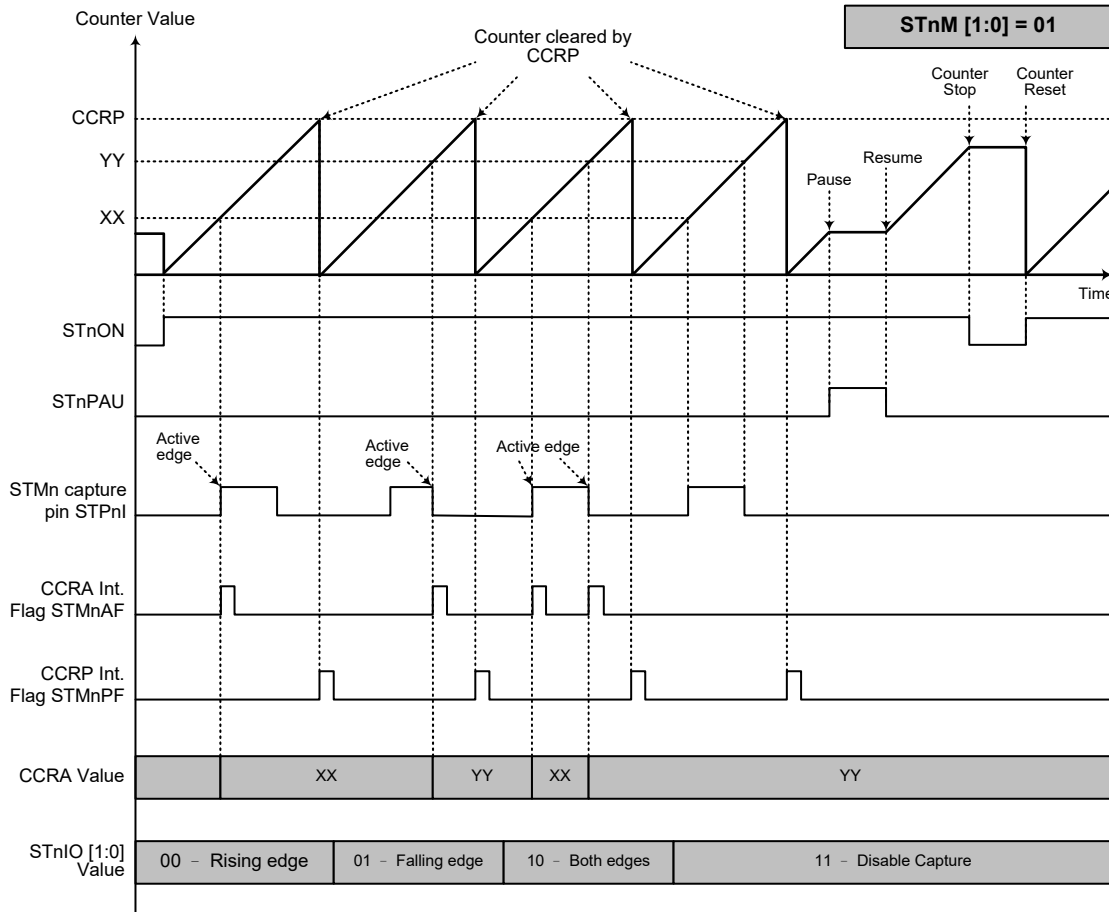 Counter Value
STnM [1:0] = 01
Counter cleared by
CCRP
Counter
Stop
Counter
Reset
CCRP
YY
XX
Pause
Resume
Time
STnON
STnPAU
Active
edge
Active
edge
Active edge
STMn capture
pin STPnI
CCRA Int.
Flag STMnAF
CCRP Int.
Flag STMnPF
CCRA Value
XX
YY
XX
YY
STnIO [1:0]
Value
00 - Rising edge
01 - Falling edge
10 - Both edges
11 - Disable Capture